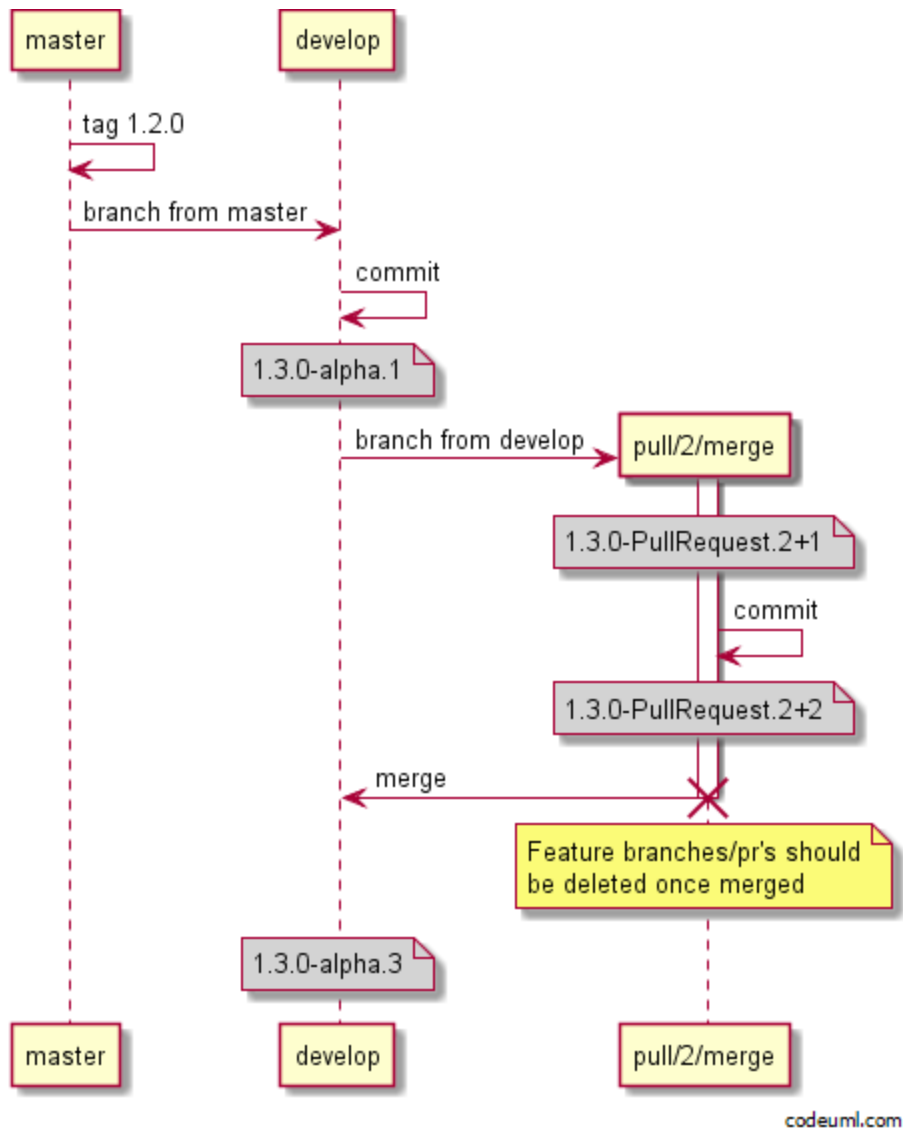 master
develop
tag 1.2.0
branch from master
commit
1.3.0-alpha.1
branch from develop
pull/2/merge
1.3.0-PullRequest.2+1
commit
1.3.0-PullRequest.2+2
merge
Feature branches/pr's should
be deleted once merged
1.3.0-alpha.3
master
develop
pull/2/merge
codeuml.com